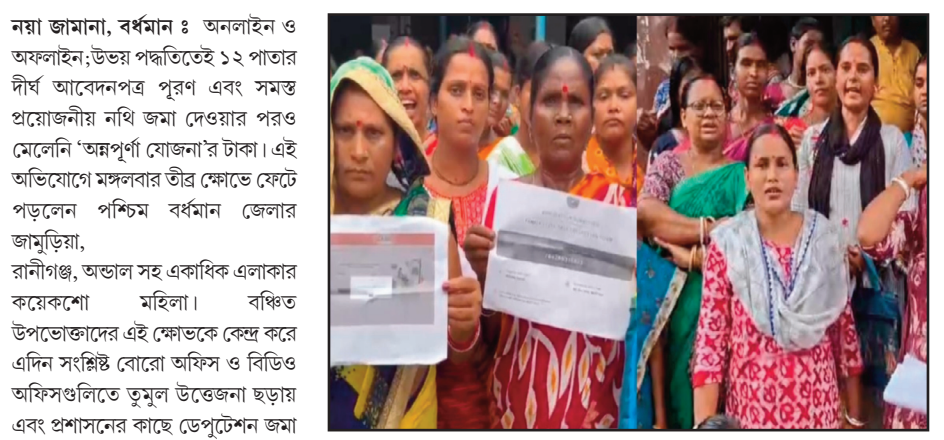 নয়া জামানা, বর্ধমান ঃ অনলাইন ও
অফলাইন;উভয় পদ্ধতিতেই ১২ পাতার
দীর্ঘ আবেদনপত্র পূরণ এবং সমস্ত
প্রয়োজনীয় নথি জমা দেওয়ার পরও
মেলেনি ‘অন্নপূর্ণা যোজনা’র টাকা। এই
অভিযোগে মঙ্গলবার তীব্র ক্ষোভে ফেটে
পড়লেন পশ্চিম বর্ধমান জেলার
জামুড়িয়া,
রানীগঞ্জ, অন্ডাল সহ একাধিক এলাকার
কয়েকশো মহিলা। বঞ্চিত
উপভোক্তাদের এই ক্ষোভকে কেন্দ্র করে
এদিন সংশ্লিষ্ট বোরো অফিস ও বিডিও
অফিসগুলিতে তুমুল উত্তেজনা ছড়ায়
এবং প্রশাসনের কাছে ডেপুটেশন জমা